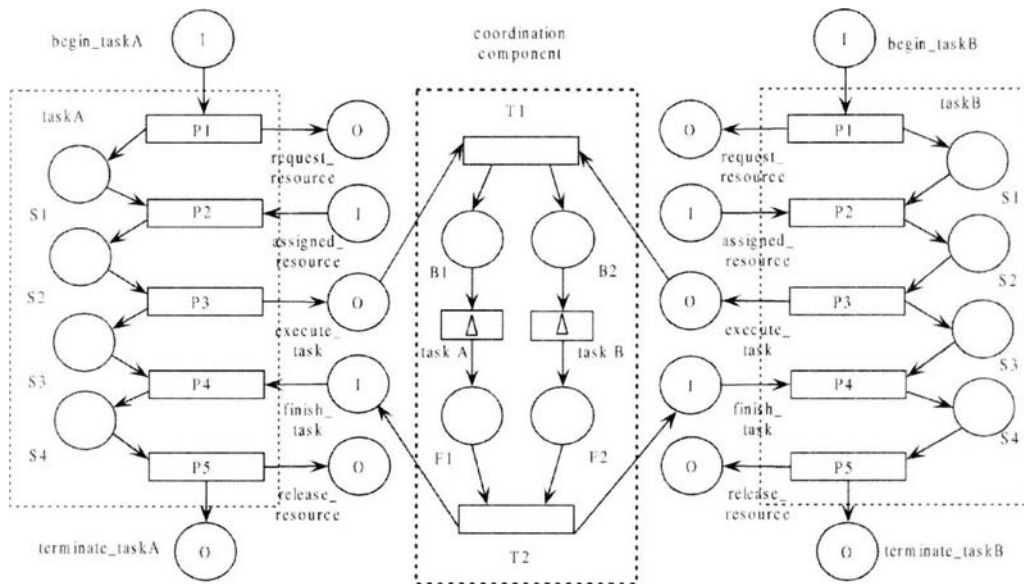 begin_taskA
I
coordination
component
I
begin_taskB
taskA
P1
O
T1
O
P1
taskB
request_
resource
request_
resource
S1
P2
I
I
P2
S1
assigned_
resource
B1
B2
assigned_
resource
S2
P3
O
O
P3
S2
execute_
task
task A
task B
execute_
task
S3
P4
I
I
P4
S3
finish_
task
finish_
task
S4
F1
F2
S4
P5
O
O
P5
release_
resource
release_
resource
terminate_taskA
O
T2
O
terminate_taskB